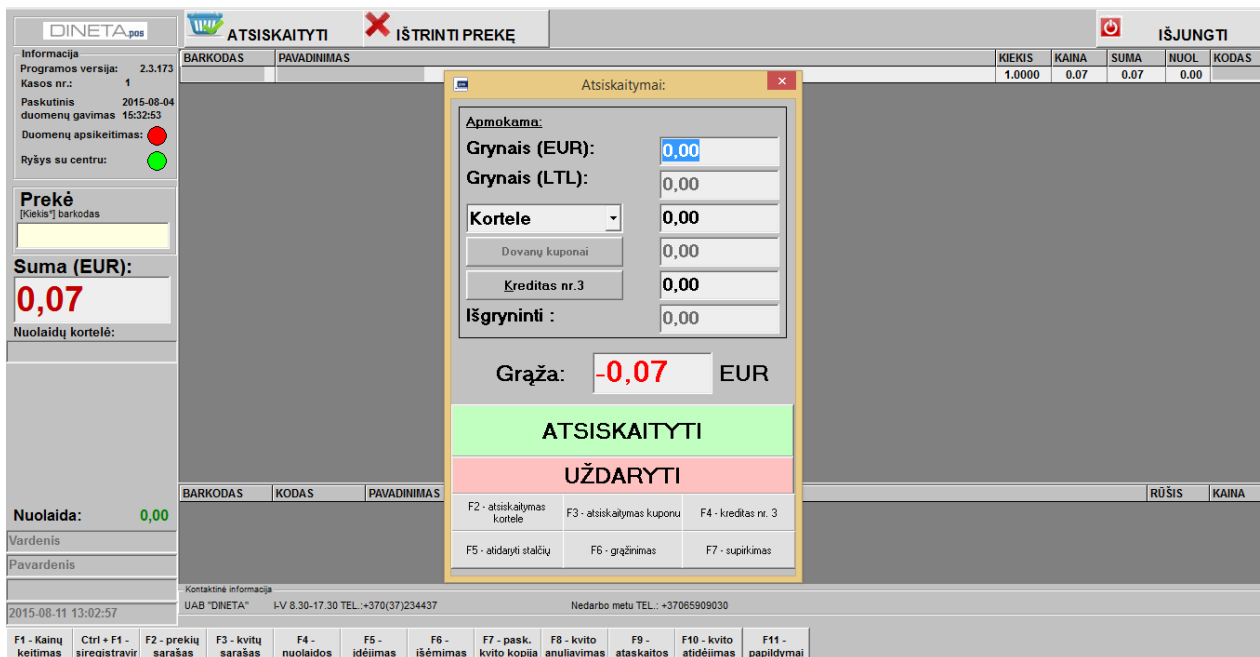 DINETA.pos
ATSISKAITYTI
IŠTRINTI PREKĘ
IŠJUNGTI
Informacija
Programos versija: 2.3.173
Kasos nr.: 1
Paskutinis 2015-08-04
duomenų gavimas 15:32:53
Duomenų apsikeitimas:
Ryšys su centru:
Prekė
[Kiekis*] barkodas
Suma (EUR):
0,07
Nuolaidų kortelė:
Nuolaida: 0,00
Vardenis
Pavardenis
2015-08-11 13:02:57
BARKODAS PAVADINIMAS KIEKIS KAINA SUMA NUOL KODAS
1.0000 0.07 0.07 0.00
Atsiskaitymai:
Apmokama:
Grynais (EUR): 0,00
Grynais (LTL): 0,00
Kortele 0,00
Dovanų kuponai 0,00
Kreditas nr.3 0,00
Išgryninti : 0,00
Grąža: -0,07 EUR
ATSISKAITYTI
UŽDARYTI
F2 - atsiskaitymas kortele
F3 - atsiskaitymas kuponu
F4 - kreditas nr. 3
F5 - atidaryti stalčių
F6 - grąžinimas
F7 - supirkimas
BARKODAS KODAS PAVADINIMAS RŪŠIS KAINA
Kontaktinė informacija
UAB "DINETA" I-V 8.30-17.30 TEL.:+370(37)234437 Nedarbo metu TEL.: +37065909030
F1 - Kainų keitimas
Ctrl + F1 - siregistravir
F2 - prekių sarašas
F3 - kvitų sarašas
F4 - nuolaidos
F5 - įdėjimas
F6 - išėmimas
F7 - pask. kvito kopija
F8 - kvito anuliavimas
F9 - ataskaitos
F10 - kvito atidėjimas
F11 - papildymai